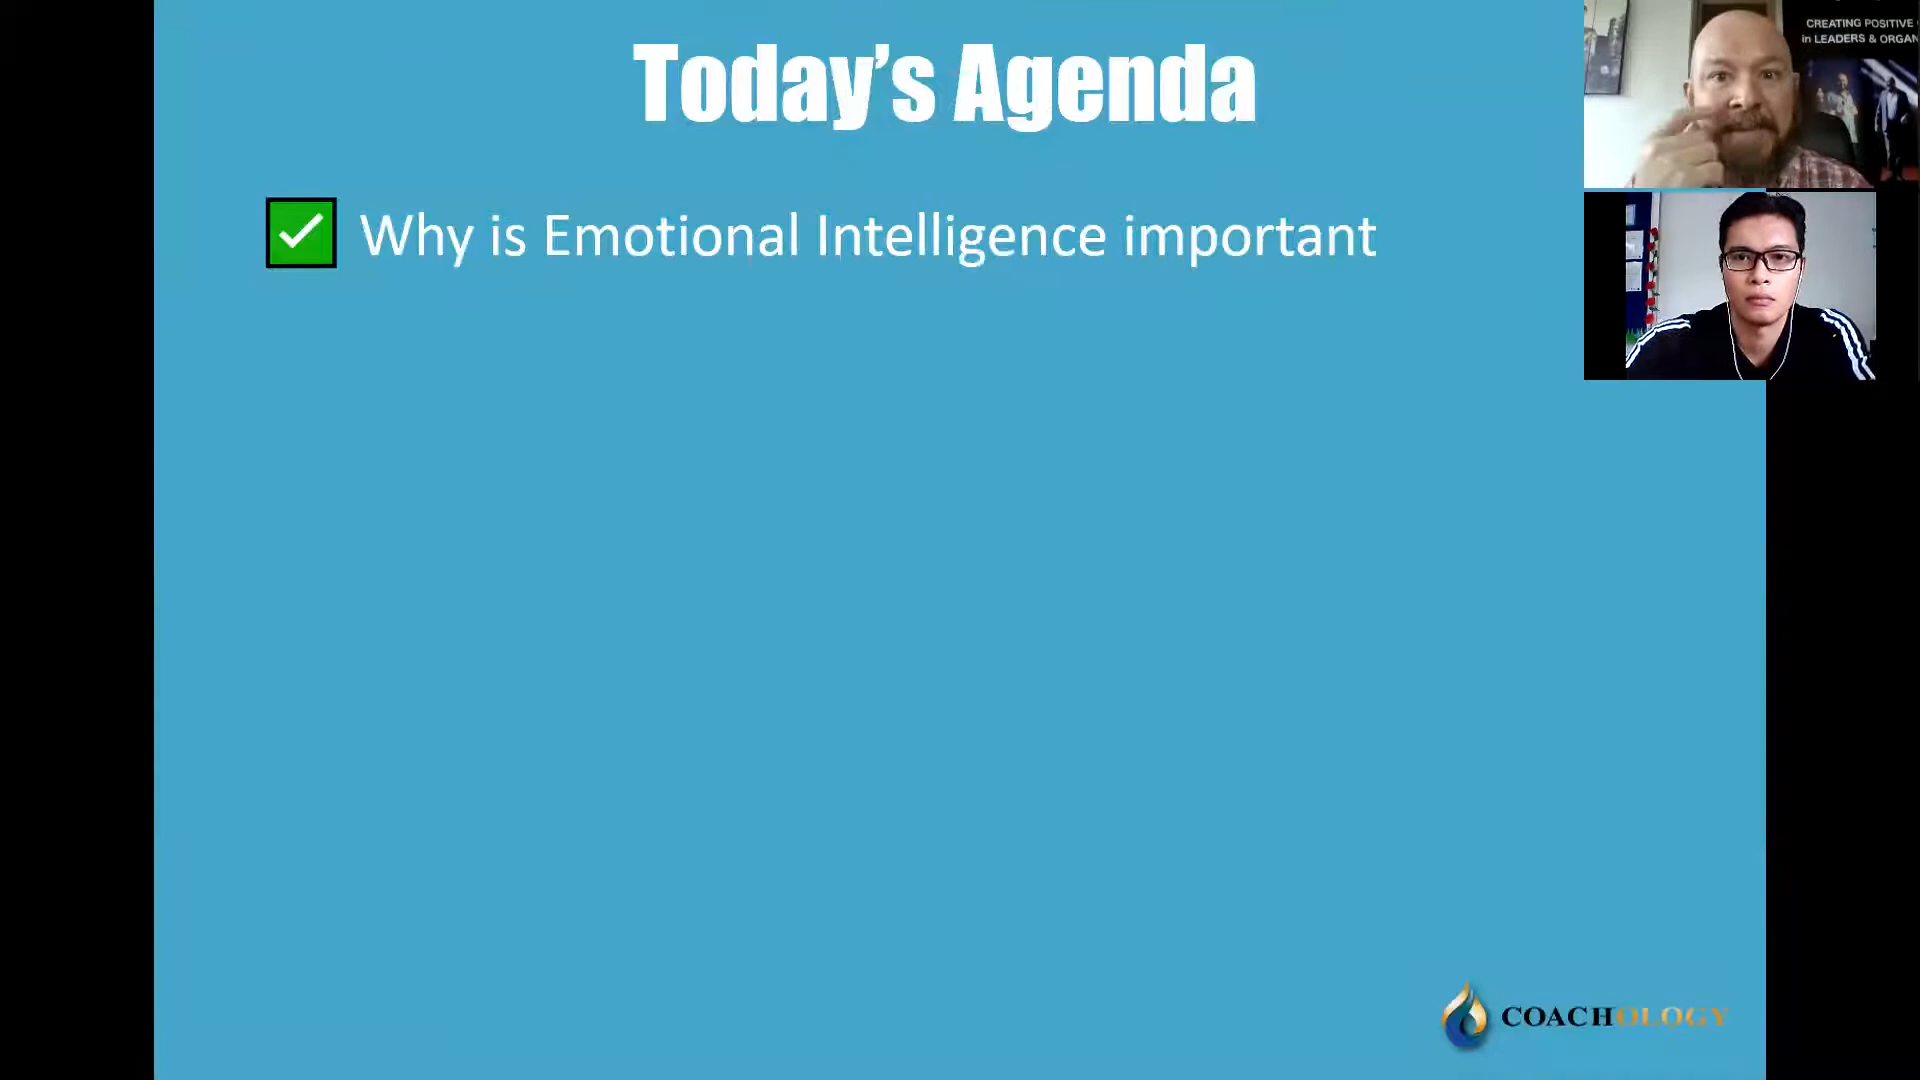 Today's Agenda
Why is Emotional Intelligence important
CREATING POSITIVE
in LEADERS & ORGAN
COACHOLOGY